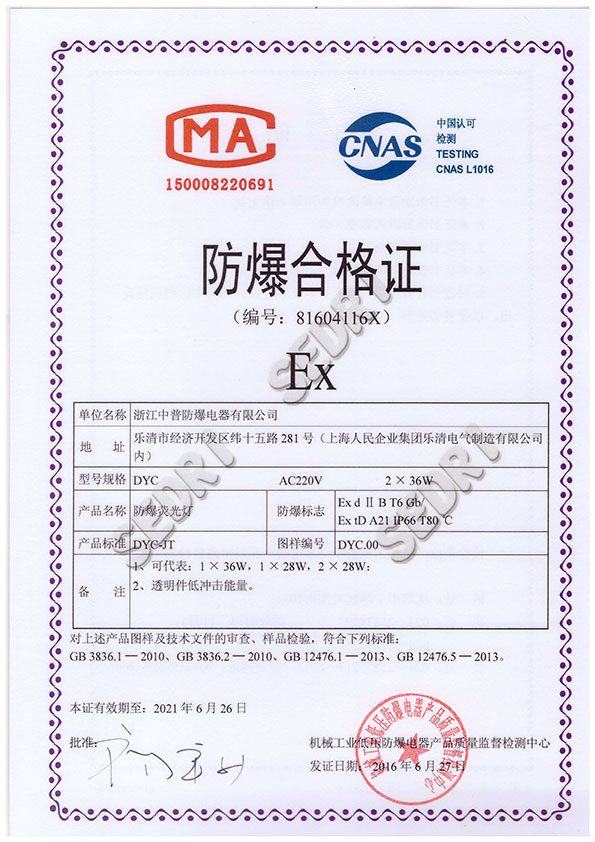 MA
150008220691
CNAS
中国认可
检测
TESTING
CNAS L1016
防爆合格证
（编号：81604116X）
Ex
SEDRI
SEDRI
SEDRI
单位名称 浙江中普防爆电器有限公司
地 址 乐清市经济开发区纬十五路 281 号（上海人民企业集团乐清电气制造有限公司
内）
型号规格 DYC AC220V 2 × 36W
产品名称 防爆荧光灯 防爆标志 Ex d Ⅱ B T6 Gb/
Ex tD A21 IP66 T80 ℃
产品标准 DYC-JT 图样编号 DYC.00
备 注 1、可代表：1 × 36W，1 × 28W，2 × 28W；
2、透明件低冲击能量。
对上述产品图样及技术文件的审查、样品检验，符合下列标准：
GB 3836.1—2010、GB 3836.2—2010、GB 12476.1—2013、GB 12476.5—2013。
本证有效期至：2021 年 6 月 26 日
批准：
机械工业低压防爆电器产品质量监督检测中心
发证日期：2016 年 6 月 27 日